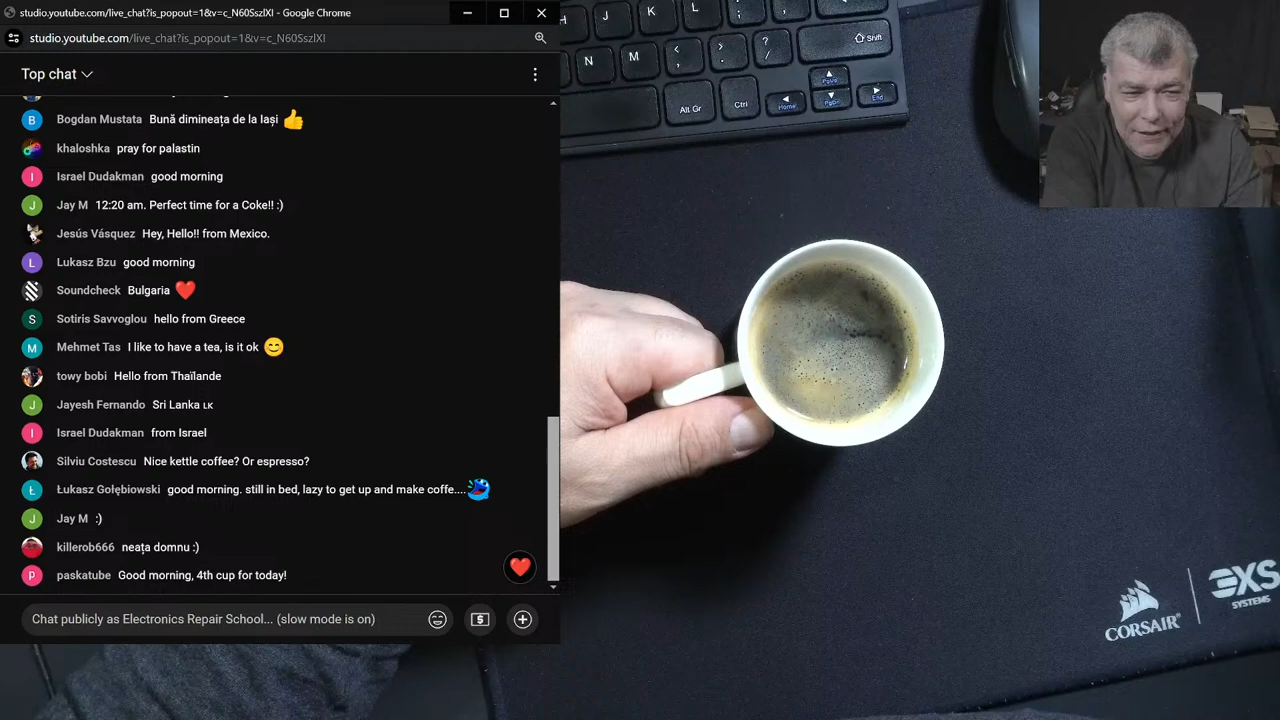 studio.youtube.com/live_chat?is_popout=1&v=c_N60SszlXI - Google Chrome
studio.youtube.com/live_chat?is_popout=1&v=c_N60SszlXI
Top chat
B Bogdan Mustata Bună dimineața de la Iași 👍
khaloshka pray for palastin
I Israel Dudakman good morning
J Jay M 12:20 am. Perfect time for a Coke!! :)
Jesús Vásquez Hey, Hello!! from Mexico.
L Lukasz Bzu good morning
Soundcheck Bulgaria ❤️
S Sotiris Savvoglou hello from Greece
M Mehmet Tas I like to have a tea, is it ok 😊
towy bobi Hello from Thaïlande
J Jayesh Fernando Sri Lanka LK
I Israel Dudakman from Israel
Silviu Costescu Nice kettle coffee? Or espresso?
Ł Łukasz Gołębiowski good morning. still in bed, lazy to get up and make coffe....
J Jay M :)
killerob666 neața domnu :)
P paskatube Good morning, 4th cup for today!
Chat publicly as Electronics Repair School... (slow mode is on)
H J K L
N M < , > . ? / Shift
Alt Gr Ctrl Home PgUp PgDn End
CORSAIR
3XS
SYSTEMS